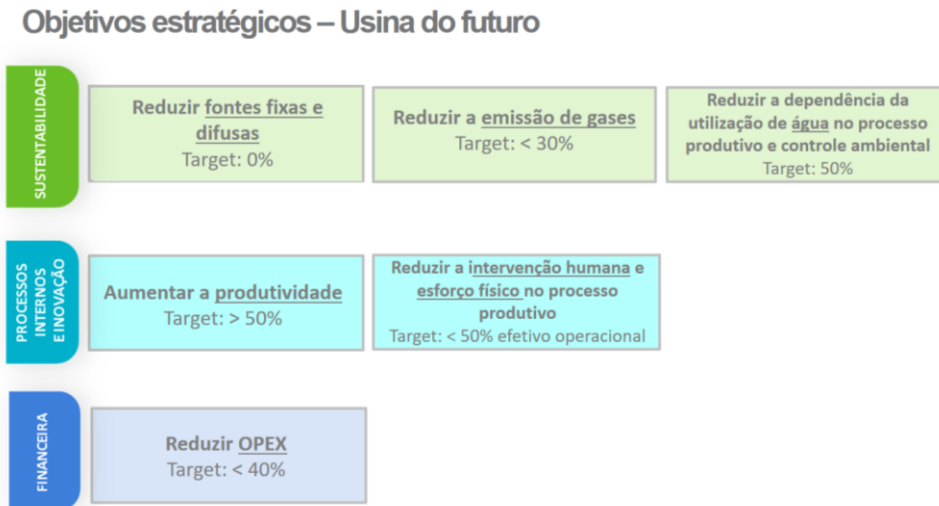 Objetivos estratégicos – Usina do futuro
SUSTENTABILIDADE
Reduzir fontes fixas e
difusas
Target: 0%
Reduzir a emissão de gases
Target: < 30%
Reduzir a dependência da
utilização de água no processo
produtivo e controle ambiental
Target: 50%
PROCESSOS
INTERNOS
E INOVAÇÃO
Aumentar a produtividade
Target: > 50%
Reduzir a intervenção humana e
esforço físico no processo
produtivo
Target: < 50% efetivo operacional
FINANCEIRA
Reduzir OPEX
Target: < 40%